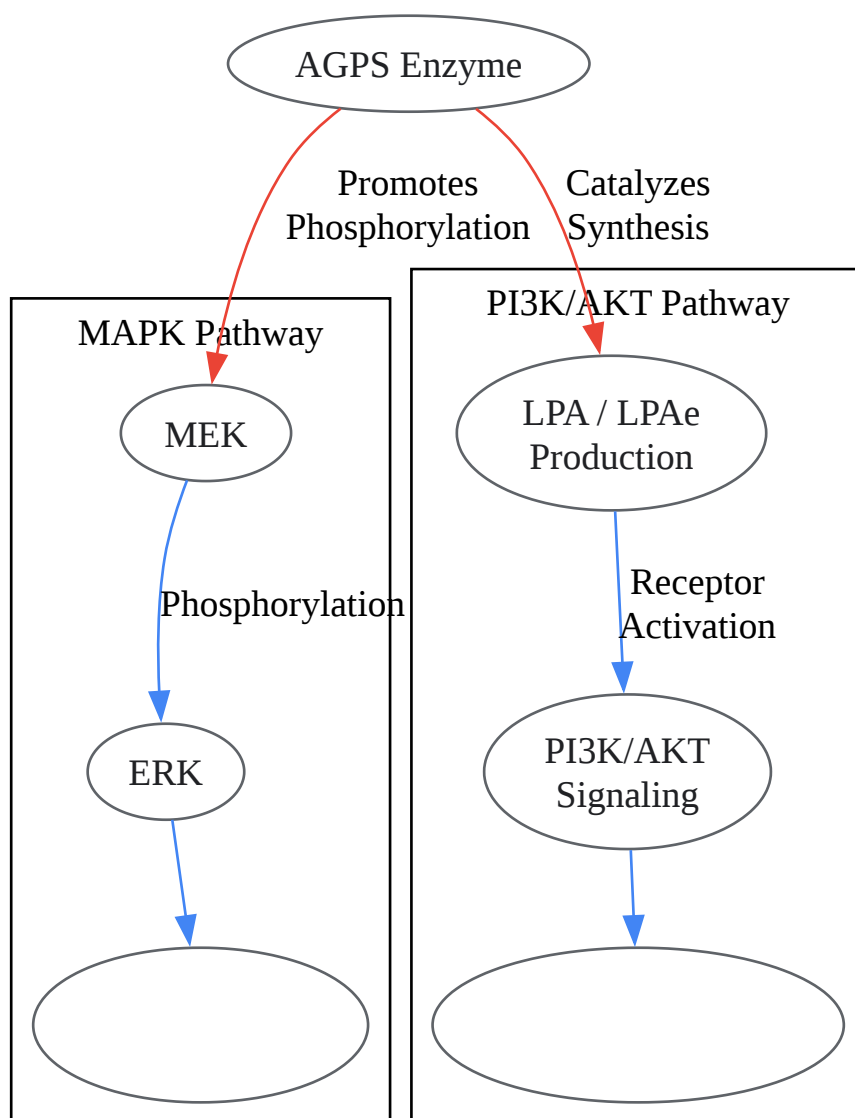 AGPS Enzyme
Promotes
Phosphorylation
Catalyzes
Synthesis
MAPK Pathway
PI3K/AKT Pathway
MEK
LPA / LPAe
Production
Phosphorylation
Receptor
Activation
ERK
PI3K/AKT
Signaling